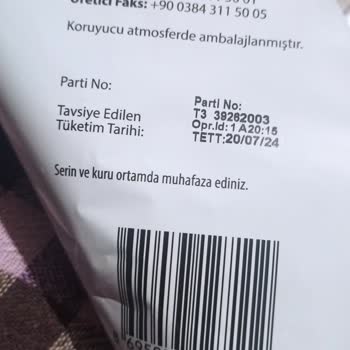 Üretici Faks: +90 0384 311 50 05
Koruyucu atmosferde ambalajlanmıştır.
Parti No:
Tavsiye Edilen
Tüketim Tarihi:
Parti No:
T3 39262003
Opr.Id: 1 A20:15
TETT:20/07/24
Serin ve kuru ortamda muhafaza ediniz.